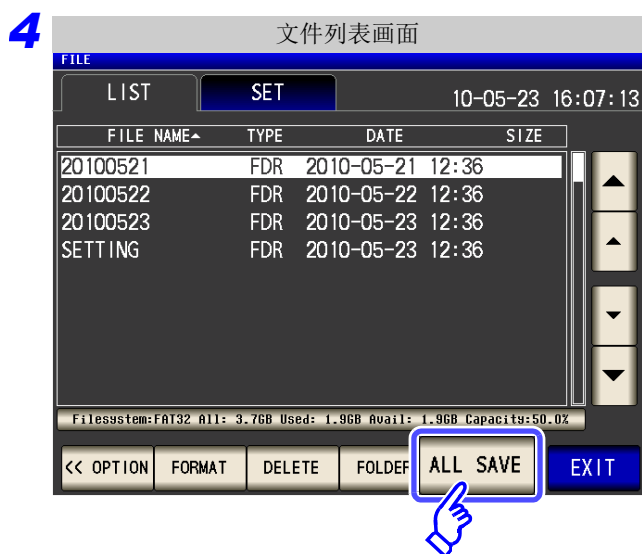 4
文件列表画面
FILE
LIST SET 10-05-23 16:07:13
FILE NAME▲ TYPE DATE SIZE
20100521 FDR 2010-05-21 12:36
20100522 FDR 2010-05-22 12:36
20100523 FDR 2010-05-23 12:36
SETTING FDR 2010-05-23 12:36
Filesystem:FAT32 All: 3.7GB Used: 1.9GB Avail: 1.9GB Capacity:50.0%
<< OPTION FORMAT DELETE FOLDER ALL SAVE EXIT